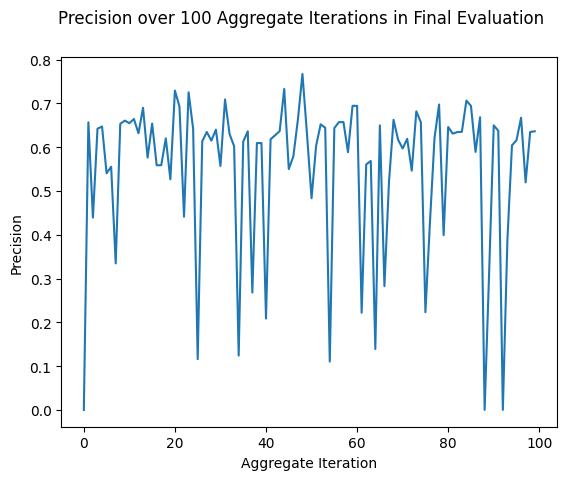 Precision over 100 Aggregate Iterations in Final Evaluation
0.8
0.7
0.6
0.5
0.4
0.3
0.2
0.1
0.0
Precision
0 20 40 60 80 100
Aggregate Iteration